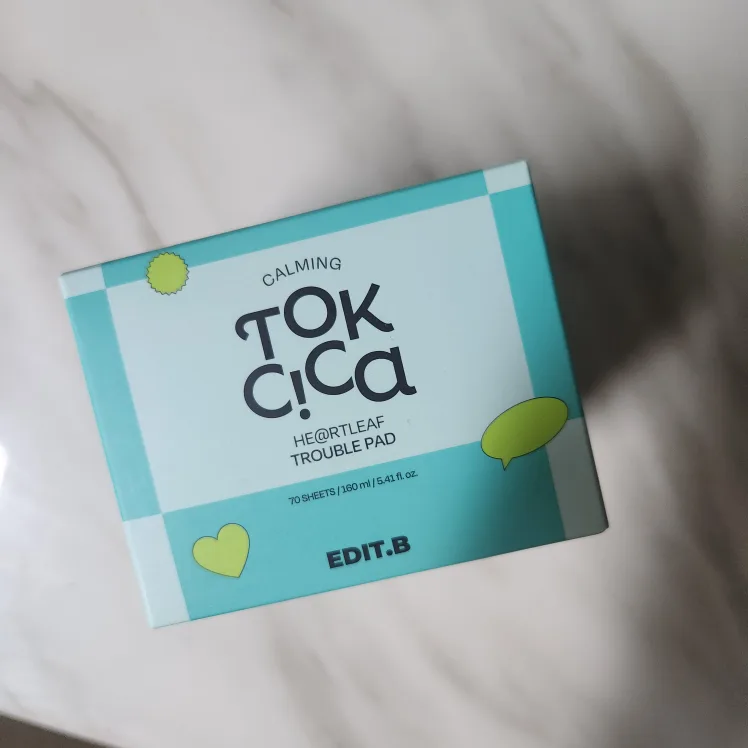 CALMING
TOK
C!Ca
HE@RTLEAF
TROUBLE PAD
70 SHEETS / 160 ml / 5.41 fl. oz.
EDIT.B